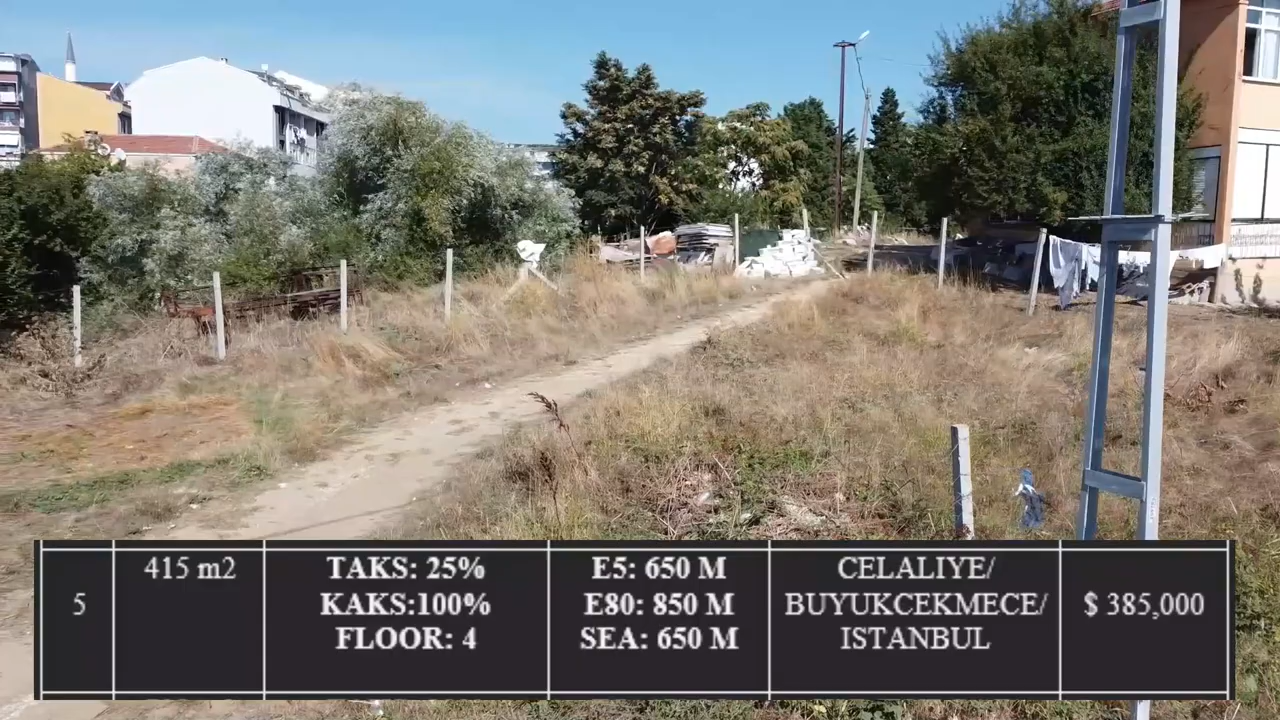 5
415 m2
TAKS: 25%
KAKS:100%
FLOOR: 4
E5: 650 M
E80: 850 M
SEA: 650 M
CELALIYE/
BUYUKCEKMECE/
ISTANBUL
$ 385,000